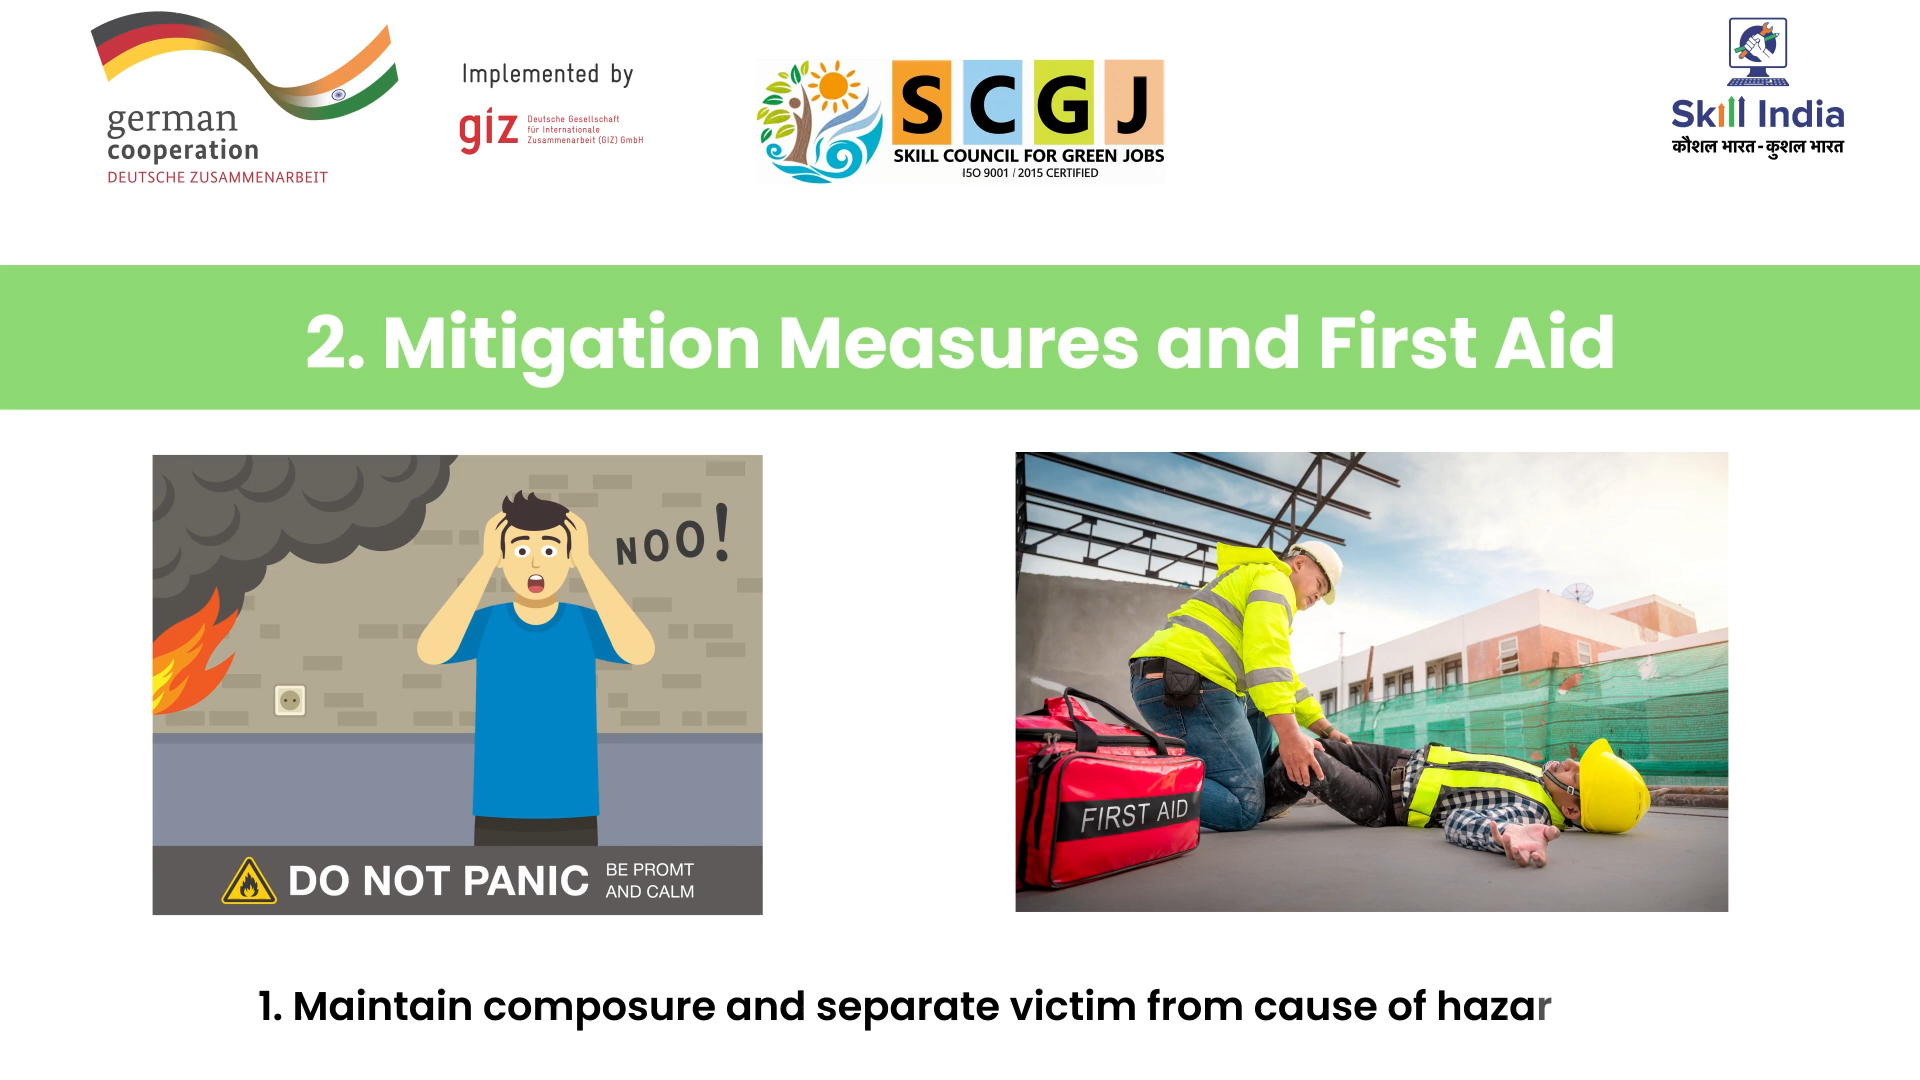 german
cooperation
DEUTSCHE ZUSAMMENARBEIT
Implemented by
giz
Deutsche Gesellschaft
für Internationale
Zusammenarbeit (GIZ) GmbH
SCGJ
SKILL COUNCIL FOR GREEN JOBS
ISO 9001 / 2015 CERTIFIED
Skill India
कौशल भारत-कुशल भारत
2. Mitigation Measures and First Aid
NOO!
DO NOT PANIC
BE PROMT
AND CALM
FIRST AID
1. Maintain composure and separate victim from cause of hazar